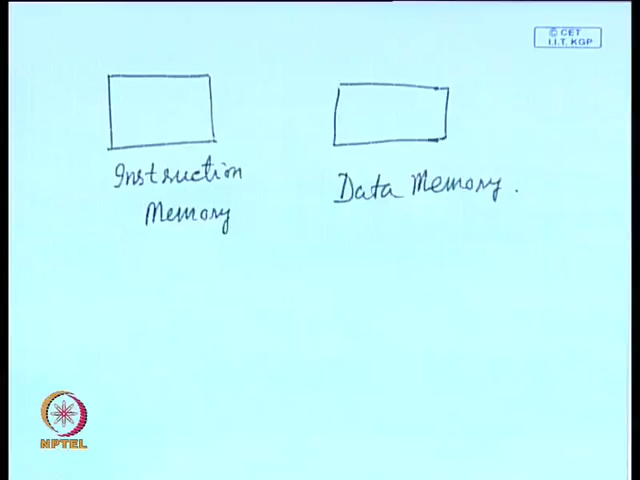 © CET
I.I.T. KGP
Instruction
Memory
Data Memory.
NPTEL